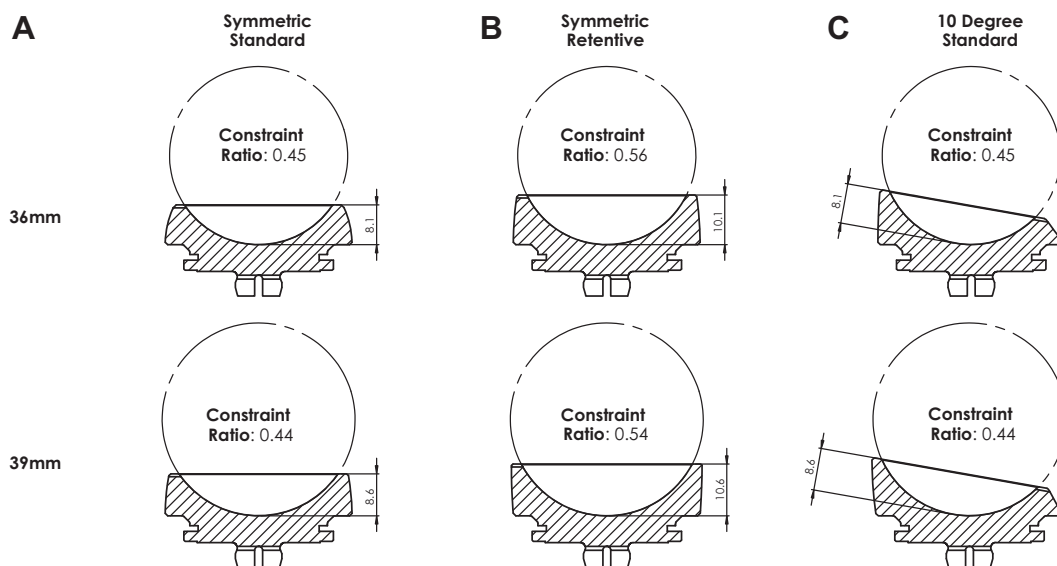 A
Symmetric
Standard
B
Symmetric
Retentive
C
10 Degree
Standard
36mm
Constraint
Ratio: 0.45
8.1
Constraint
Ratio: 0.56
10.1
Constraint
Ratio: 0.45
8.1
39mm
Constraint
Ratio: 0.44
8.6
Constraint
Ratio: 0.54
10.6
Constraint
Ratio: 0.44
8.6